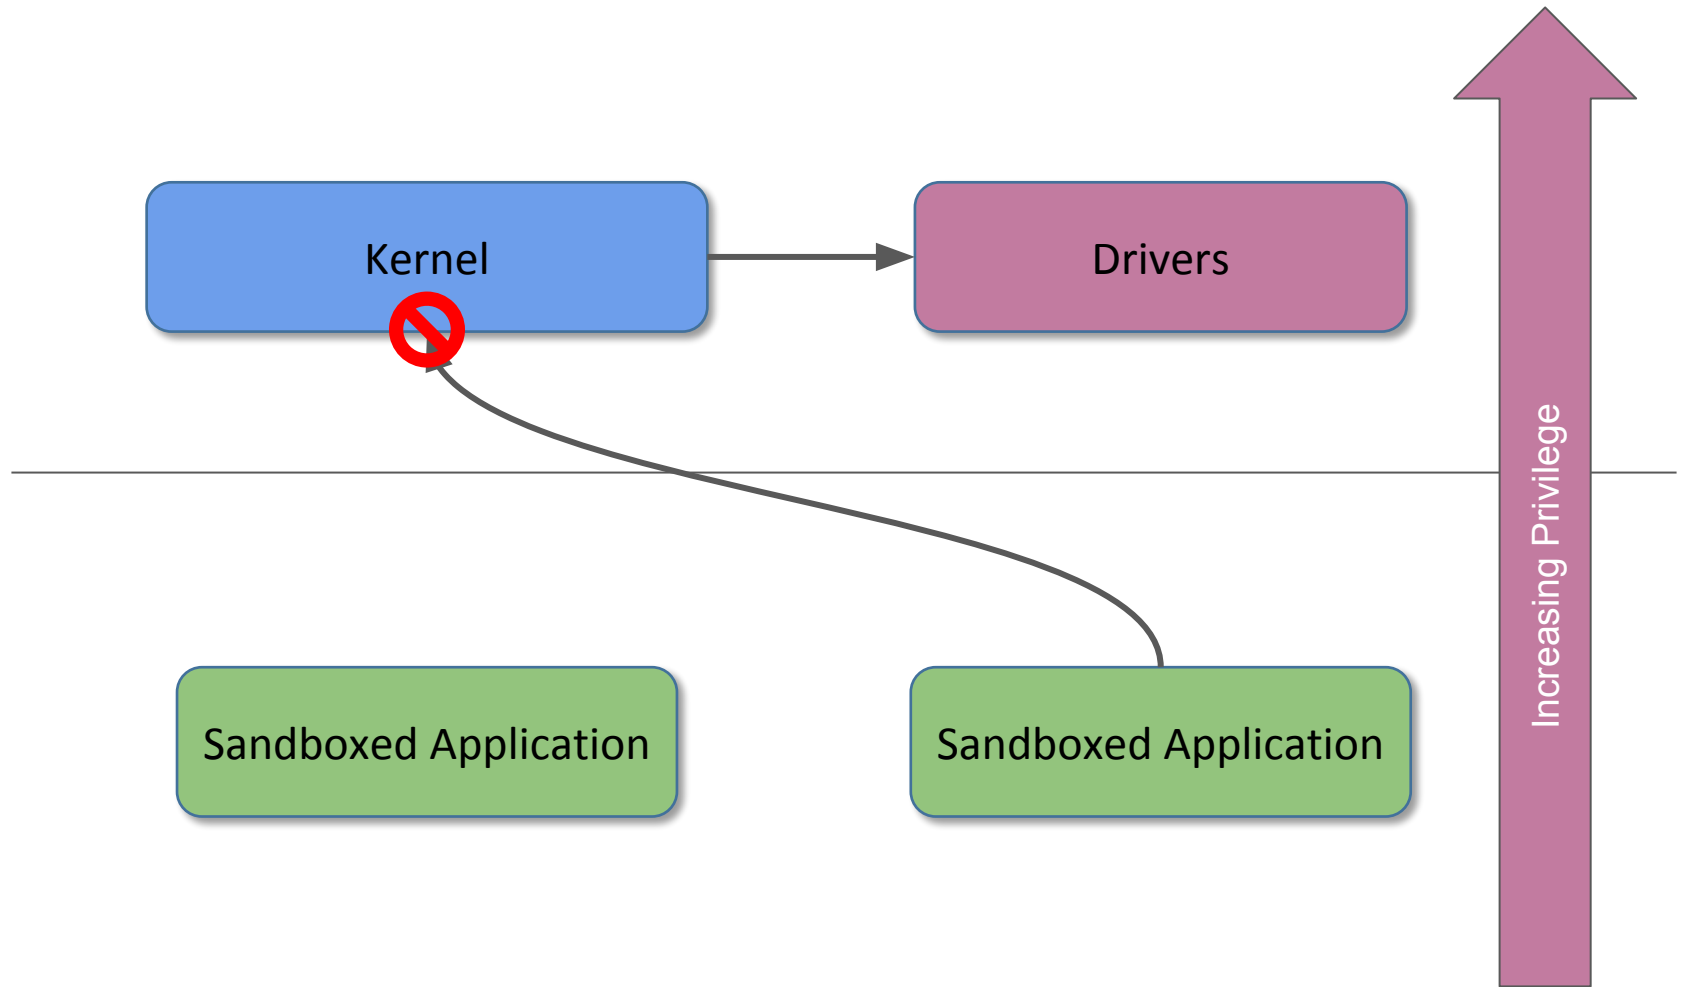 Kernel
Drivers
Increasing Privilege
Sandboxed Application
Sandboxed Application